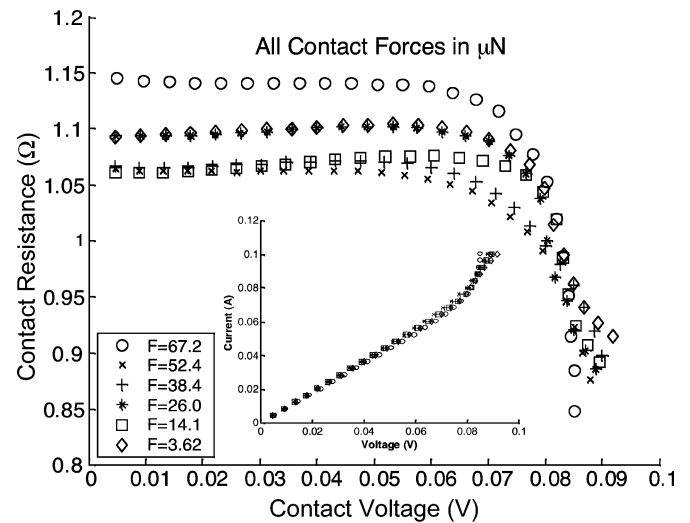 All Contact Forces in µN
Contact Resistance (Ω)
1.2
1.15
1.1
1.05
1
0.95
0.9
0.85
0.8
F=67.2
F=52.4
F=38.4
F=26.0
F=14.1
F=3.62
Current (A)
0.12
0.1
0.08
0.06
0.04
0.02
0
0 0.02 0.04 0.06 0.08 0.1
Voltage (V)
0 0.01 0.02 0.03 0.04 0.05 0.06 0.07 0.08 0.09 0.1
Contact Voltage (V)